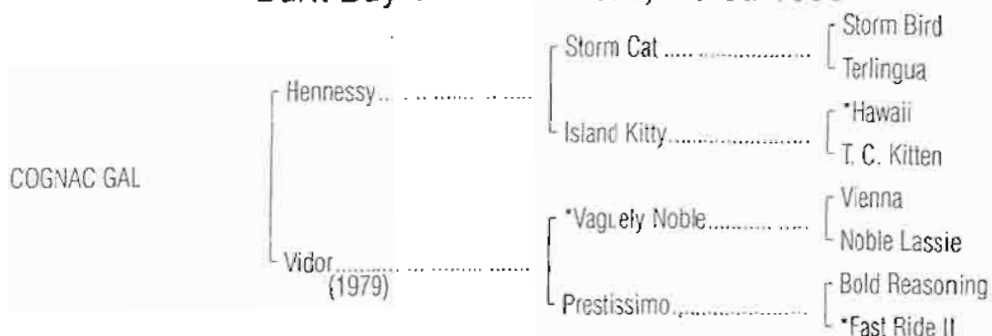 Storm Bird
Storm Cat
Terlingua
Hennessy
*Hawaii
Island Kitty
T. C. Kitten
COGNAC GAL
Vienna
*Vaguely Noble
Noble Lassie
Vidor
(1979)
Bold Reasoning
Prestissimo
*Fast Ride II